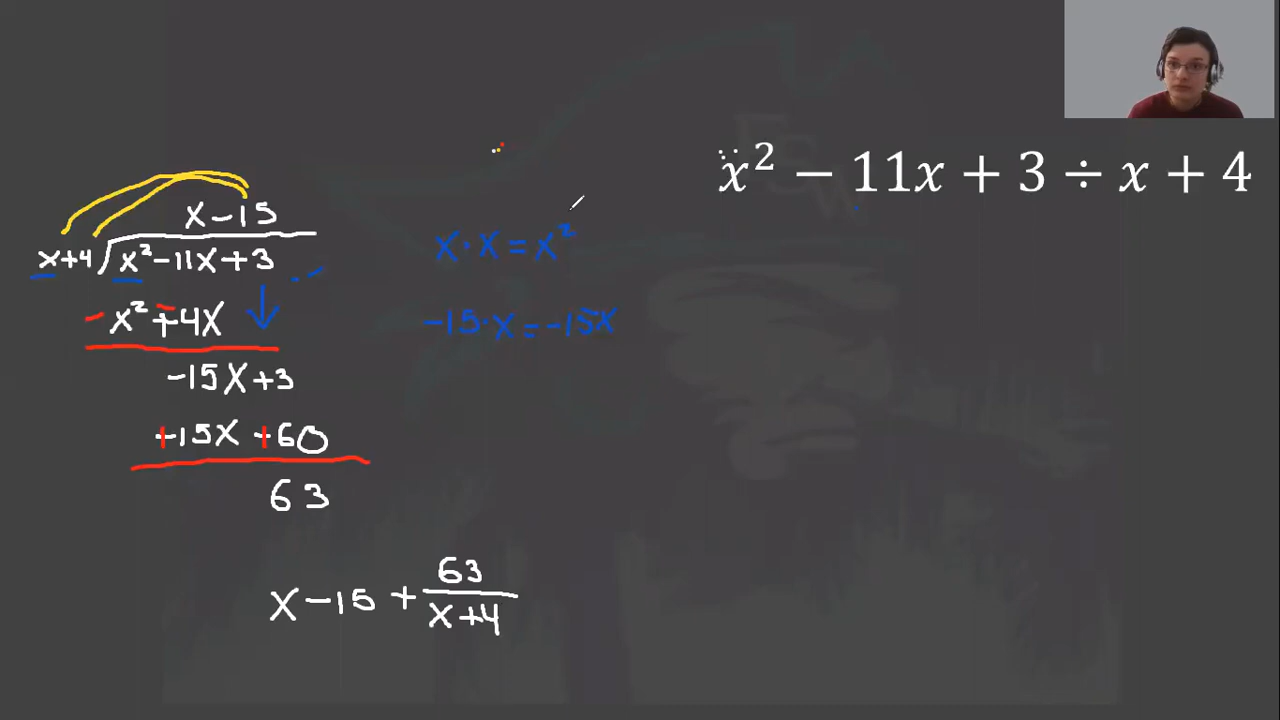 x² − 11x + 3 ÷ x + 4
x−15
x+4 x²−11x+3
− x² − +4x
−15x+3
+15x +60
63
x−15 + 63/x+4
x·x = x²
−15·x = −15x